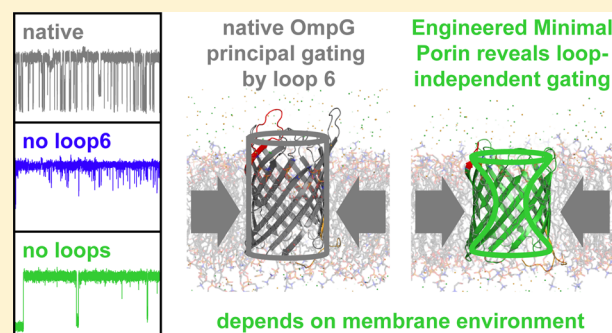 native
no loop6
no loops
native OmpG
principal gating
by loop 6
Engineered Minimal
Porin reveals loop-
independent gating
depends on membrane environment